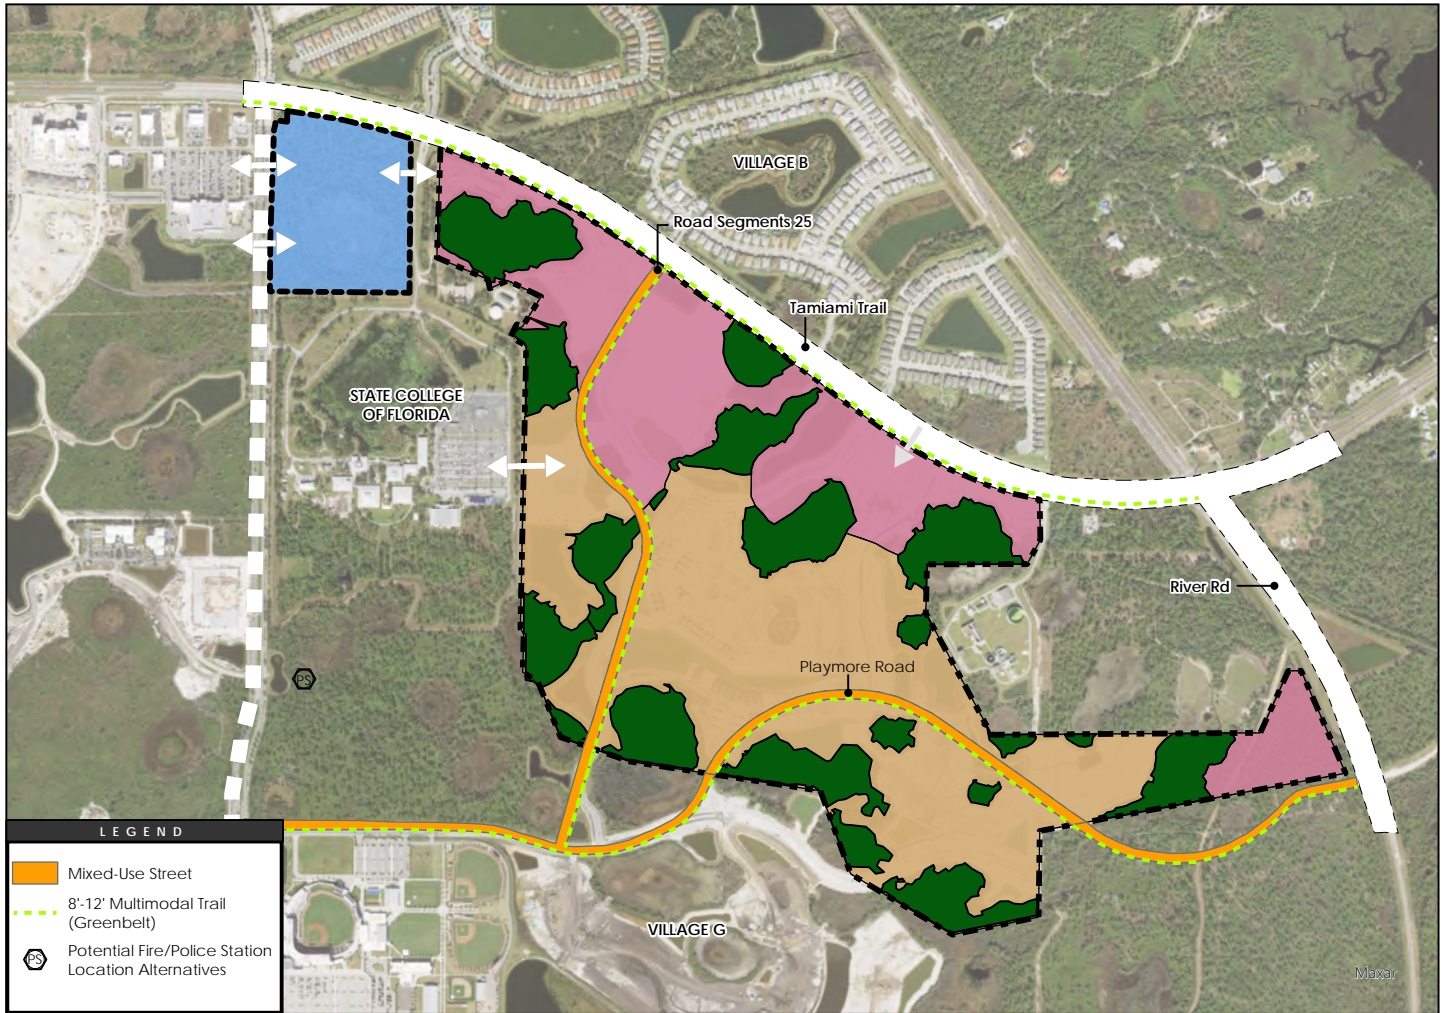 VILLAGE B
Road Segments 25
Tamiami Trail
STATE COLLEGE
OF FLORIDA
River Rd
Playmore Road
PS
LEGEND
Mixed-Use Street
8'-12' Multimodal Trail
(Greenbelt)
PS
Potential Fire/Police Station
Location Alternatives
VILLAGE G
Maxar